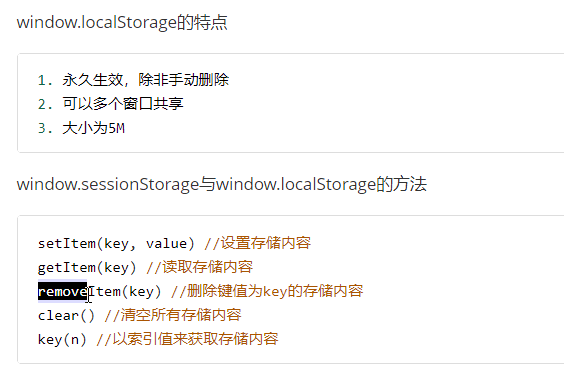 window.localStorage的特点
1. 永久生效，除非手动删除
2. 可以多个窗口共享
3. 大小为5M
window.sessionStorage与window.localStorage的方法
setItem(key, value) //设置存储内容
getItem(key) //读取存储内容
removeItem(key) //删除键值为key的存储内容
clear() //清空所有存储内容
key(n) //以索引值来获取存储内容